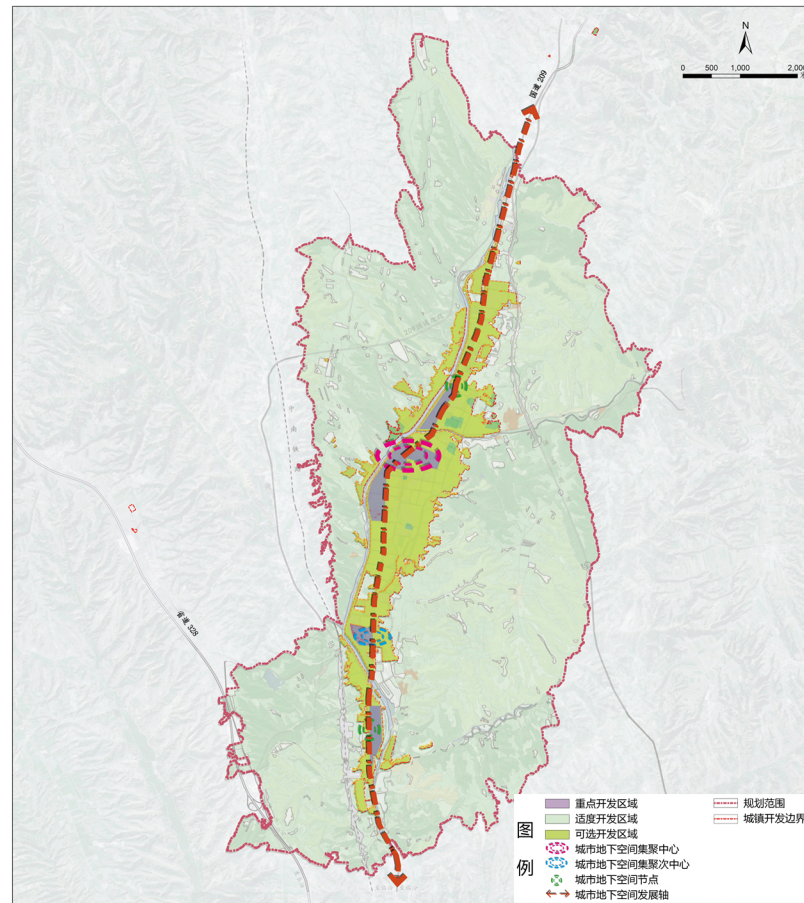 N
0 500 1,000 2,000
米
国道 209
中南铁
省道 328
图例
重点开发区域
适度开发区域
可选开发区域
城市地下空间集聚中心
城市地下空间集聚次中心
城市地下空间节点
城市地下空间发展轴
规划范围
城镇开发边界